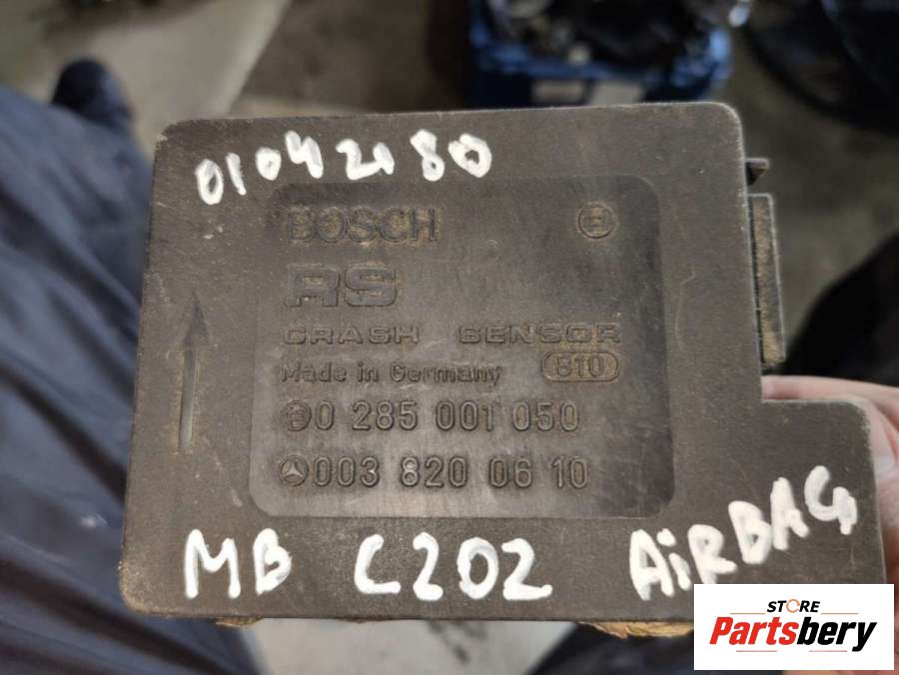 01042180
BOSCH
RS
CRASH SENSOR
Made in Germany B10
0 285 001 050
003 820 06 10
MB C202 AiRBAG
STORE
Partsbery